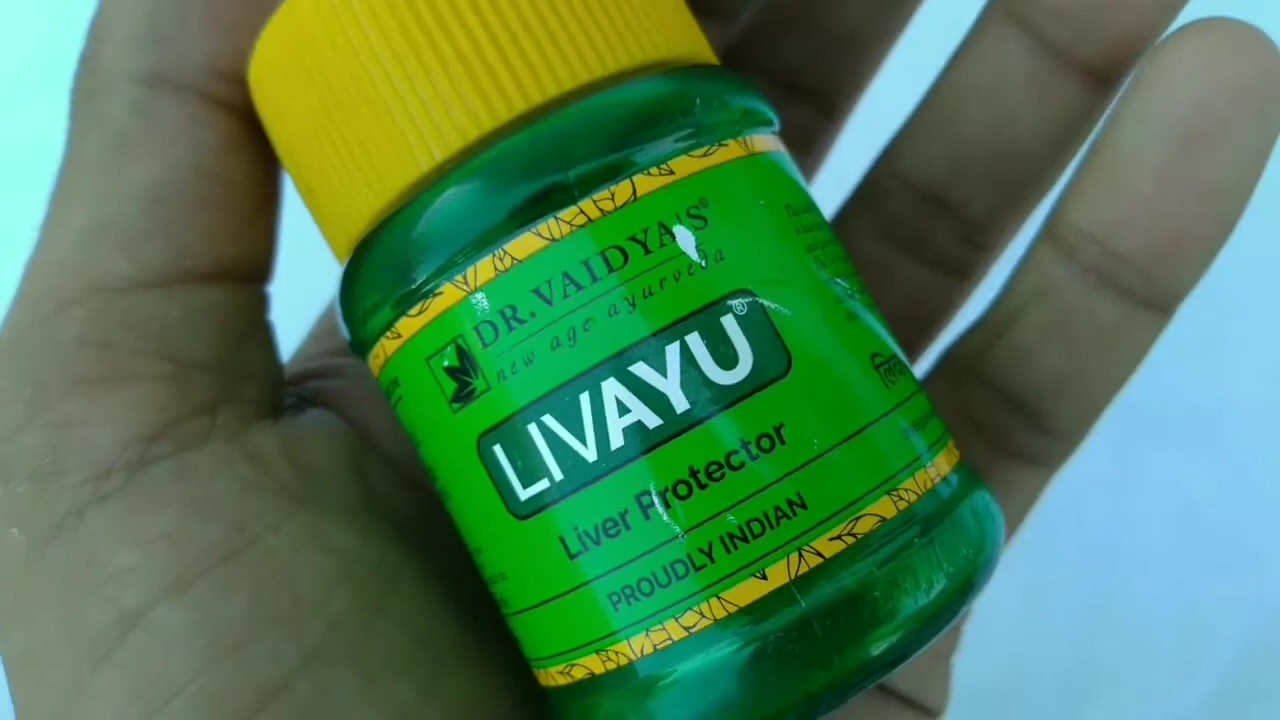 DR. VAIDYA'S®
new age ayurveda
LIVAYU®
Liver Protector
PROUDLY INDIAN